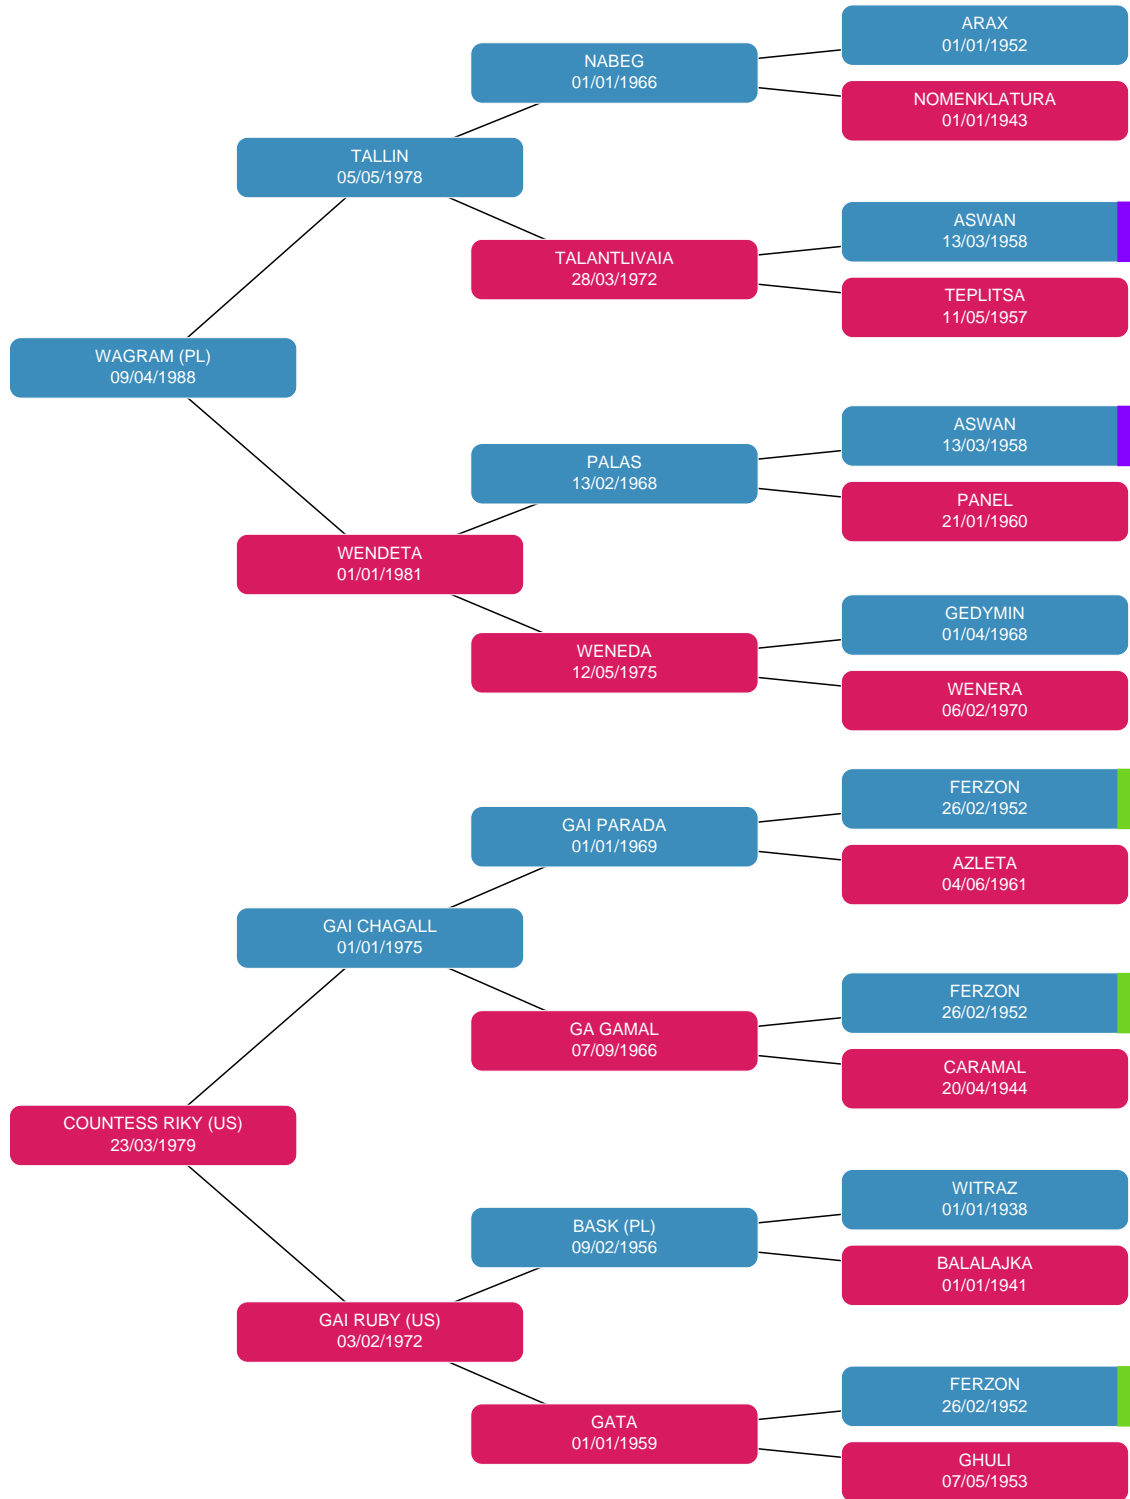 ARAX
01/01/1952
NABEG
01/01/1966
NOMENKLATURA
01/01/1943
TALLIN
05/05/1978
ASWAN
13/03/1958
TALANTLIVAIA
28/03/1972
TEPLITSA
11/05/1957
WAGRAM (PL)
09/04/1988
ASWAN
13/03/1958
PALAS
13/02/1968
PANEL
21/01/1960
WENDETA
01/01/1981
GEDYMIN
01/04/1968
WENEDA
12/05/1975
WENERA
06/02/1970
FERZON
26/02/1952
GAI PARADA
01/01/1969
AZLETA
04/06/1961
GAI CHAGALL
01/01/1975
FERZON
26/02/1952
GA GAMAL
07/09/1966
CARAMAL
20/04/1944
COUNTESS RIKY (US)
23/03/1979
WITRAZ
01/01/1938
BASK (PL)
09/02/1956
BALALAJKA
01/01/1941
GAI RUBY (US)
03/02/1972
FERZON
26/02/1952
GATA
01/01/1959
GHULI
07/05/1953